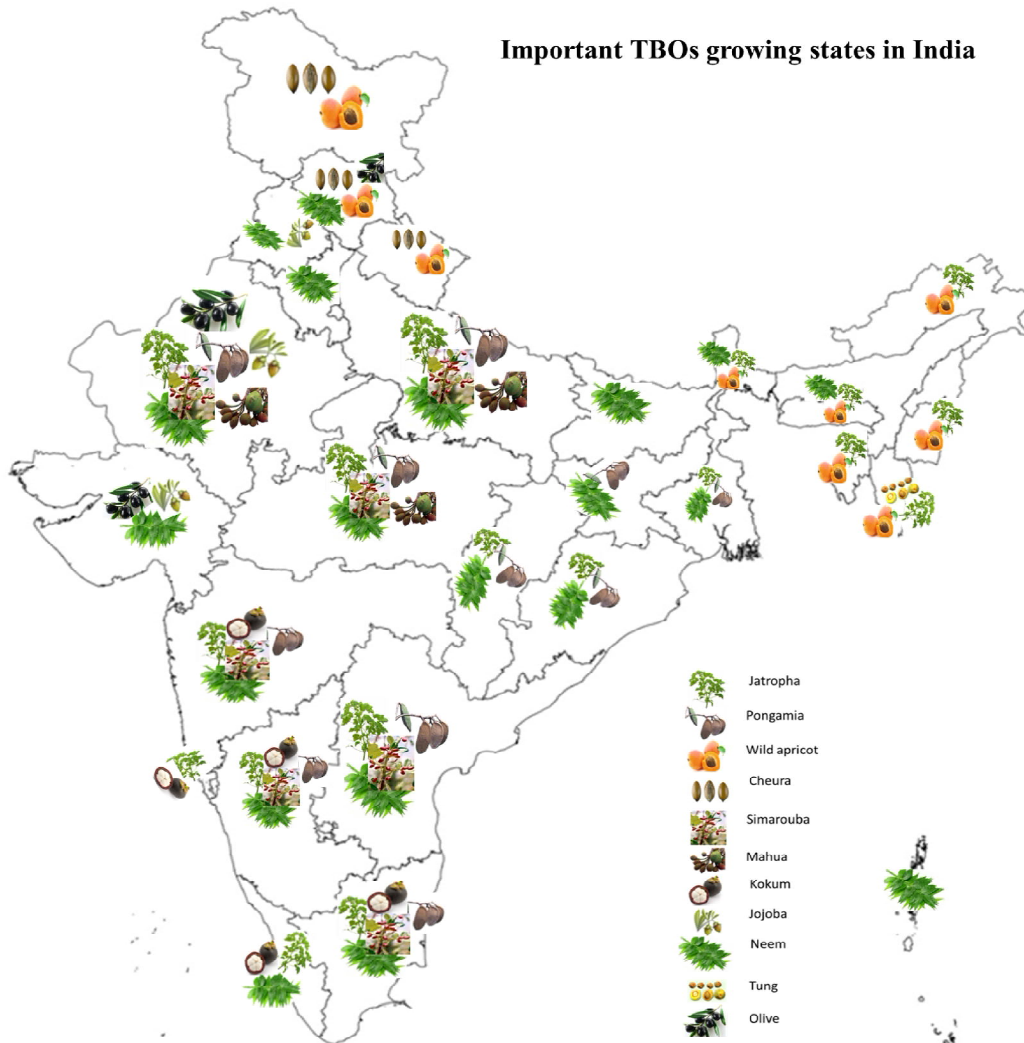 Important TBOs growing states in India
Jatropha
Pongamia
Wild apricot
Cheura
Simarouba
Mahua
Kokum
Jojoba
Neem
Tung
Olive